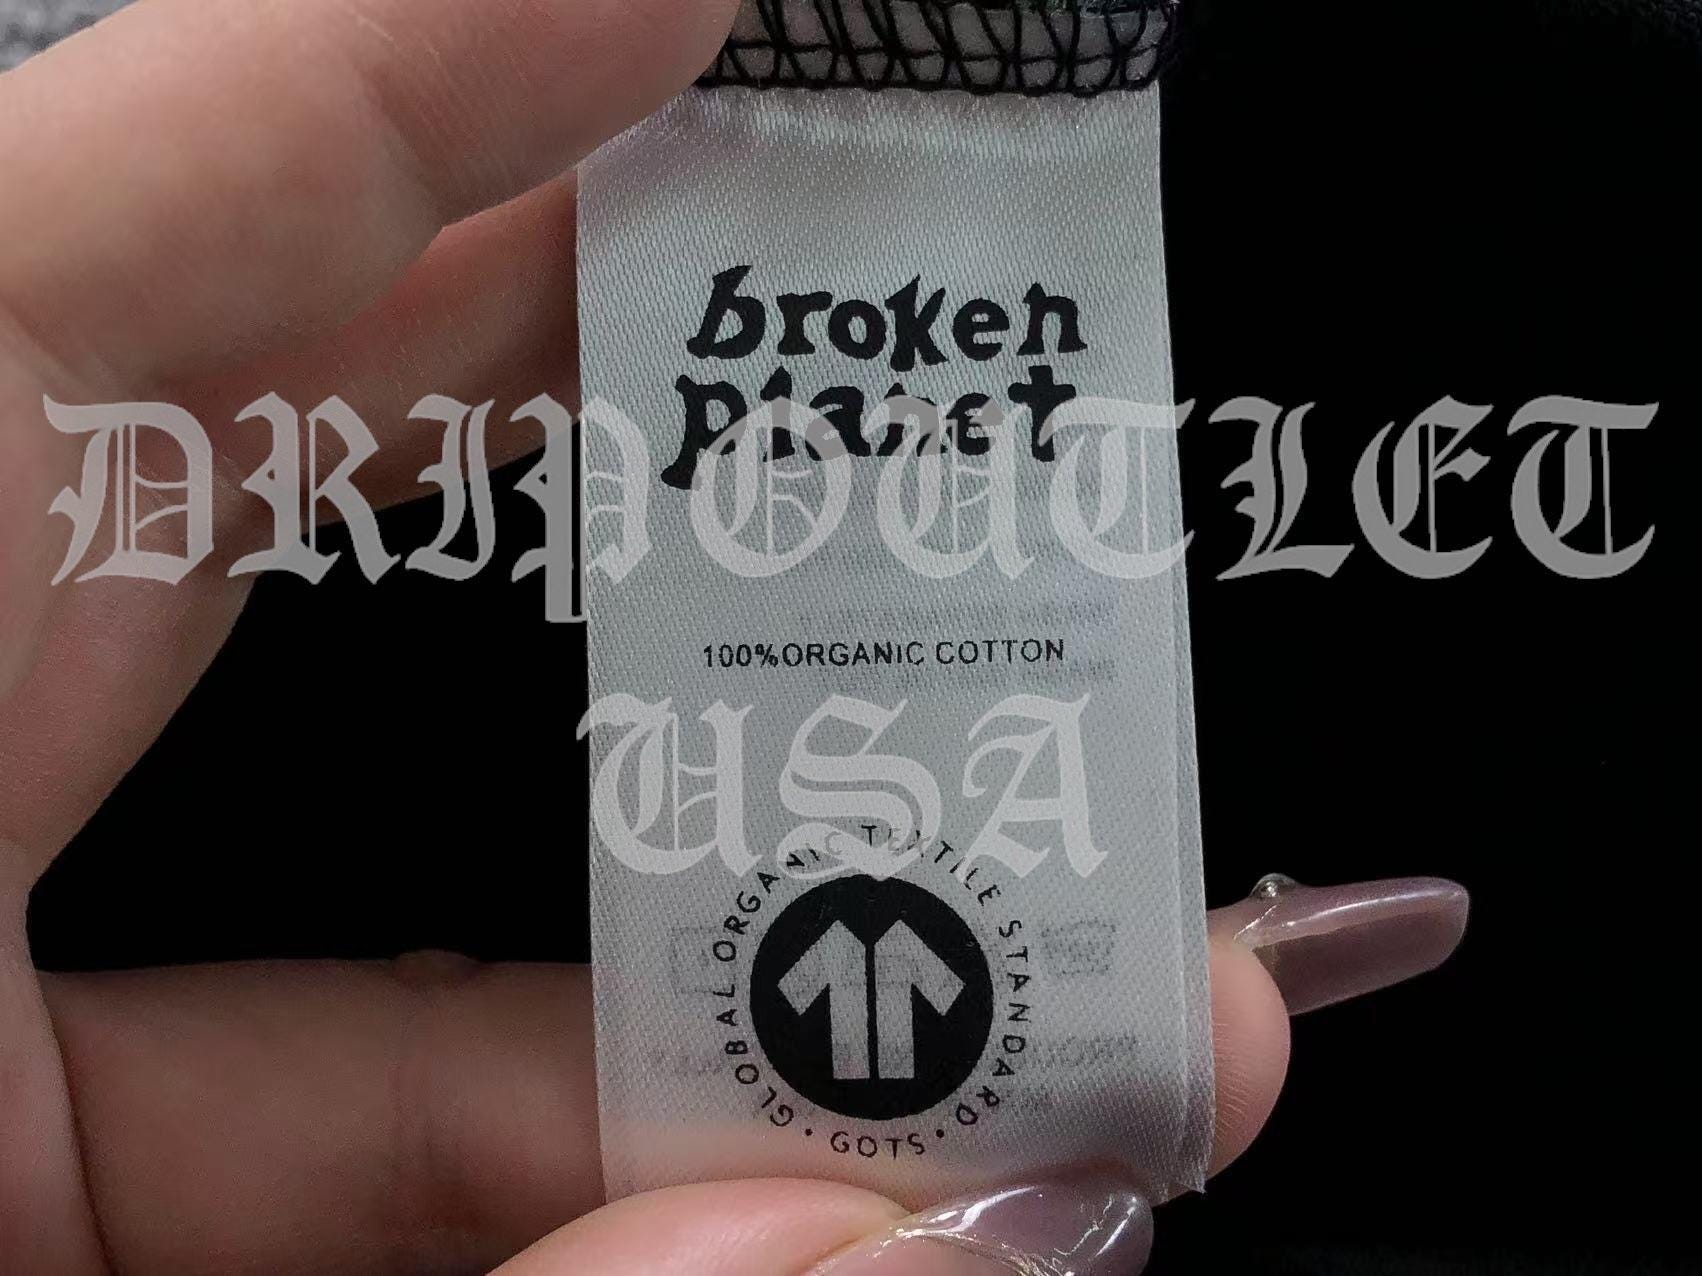 broken
planet
DRIPOUTLET
100%ORGANIC COTTON
USA
GLOBAL ORGANIC TEXTILE STANDARD
· GOTS ·